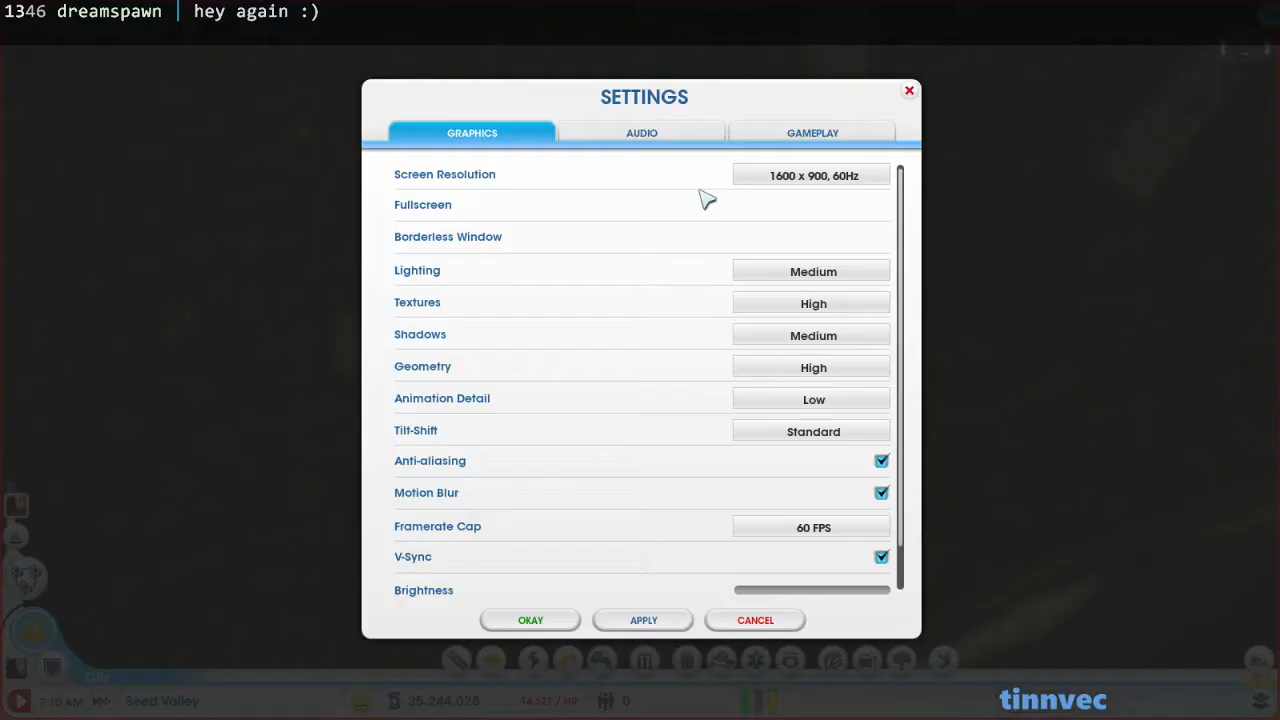 1346 dreamspawn | hey again :)
SETTINGS
GRAPHICS AUDIO GAMEPLAY
Screen Resolution 1600 x 900, 60Hz
Fullscreen
Borderless Window
Lighting Medium
Textures High
Shadows Medium
Geometry High
Animation Detail Low
Tilt-Shift Standard
Anti-aliasing
Motion Blur
Framerate Cap 60 FPS
V-Sync
Brightness
OKAY APPLY CANCEL
City
7:10 AM Seed Valley 35,244,028 0
tinnvec